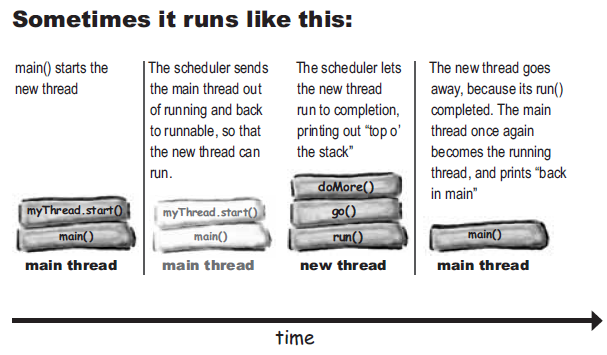 Sometimes it runs like this:
main() starts the
new thread
The scheduler sends
the main thread out
of running and back
to runnable, so that
the new thread can
run.
The scheduler lets
the new thread
run to completion,
printing out “top o’
the stack”
The new thread goes
away, because its run()
completed. The main
thread once again
becomes the running
thread, and prints “back
in main”
myThread.start()
main()
main thread
myThread.start()
main()
main thread
doMore()
go()
run()
new thread
main()
main thread
time